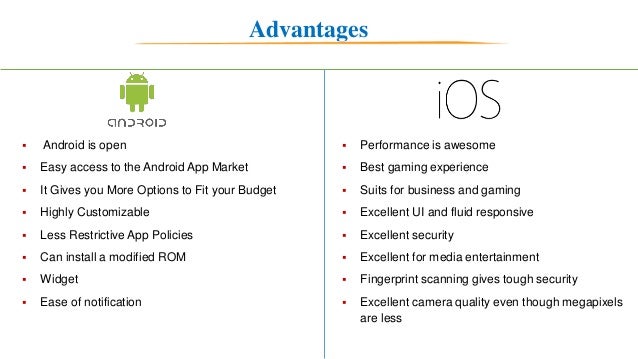 Advantages
ANDROID
Android is open
Easy access to the Android App Market
It Gives you More Options to Fit your Budget
Highly Customizable
Less Restrictive App Policies
Can install a modified ROM
Widget
Ease of notification
iOS
Performance is awesome
Best gaming experience
Suits for business and gaming
Excellent UI and fluid responsive
Excellent security
Excellent for media entertainment
Fingerprint scanning gives tough security
Excellent camera quality even though megapixels
are less